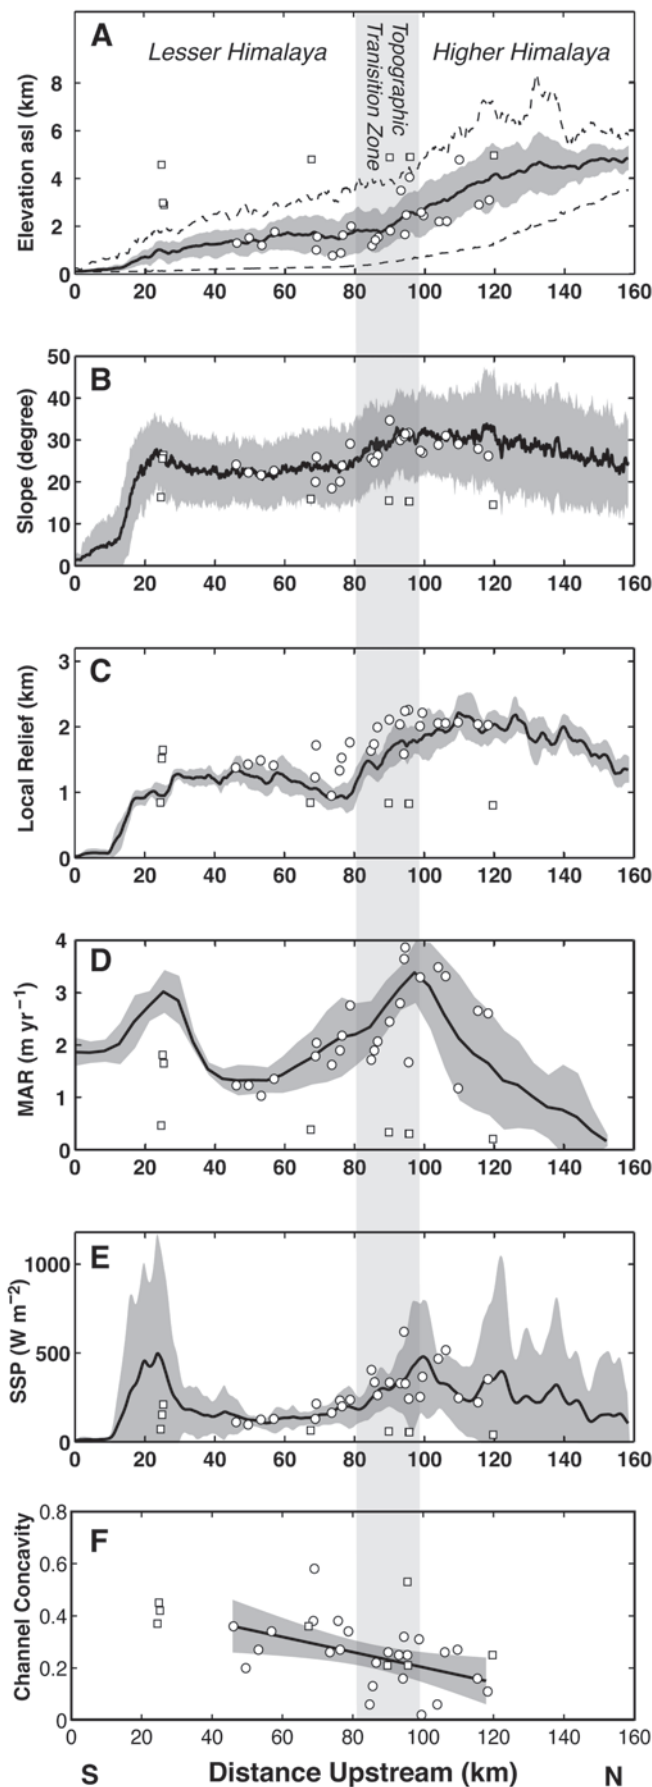 A
Lesser Himalaya
Topographic
Tranisition Zone
Higher Himalaya
Elevation asl (km)
8
6
4
2
0
0 20 40 60 80 100 120 140 160
B
Slope (degree)
50
40
30
20
10
0
0 20 40 60 80 100 120 140 160
C
Local Relief (km)
3
2
1
0
0 20 40 60 80 100 120 140 160
D
MAR (m yr⁻¹)
4
3
2
1
0
0 20 40 60 80 100 120 140 160
E
SSP (W m⁻²)
1000
500
0
0 20 40 60 80 100 120 140 160
F
Channel Concavity
0.8
0.6
0.4
0.2
0
0 20 40 60 80 100 120 140 160
S Distance Upstream (km) N